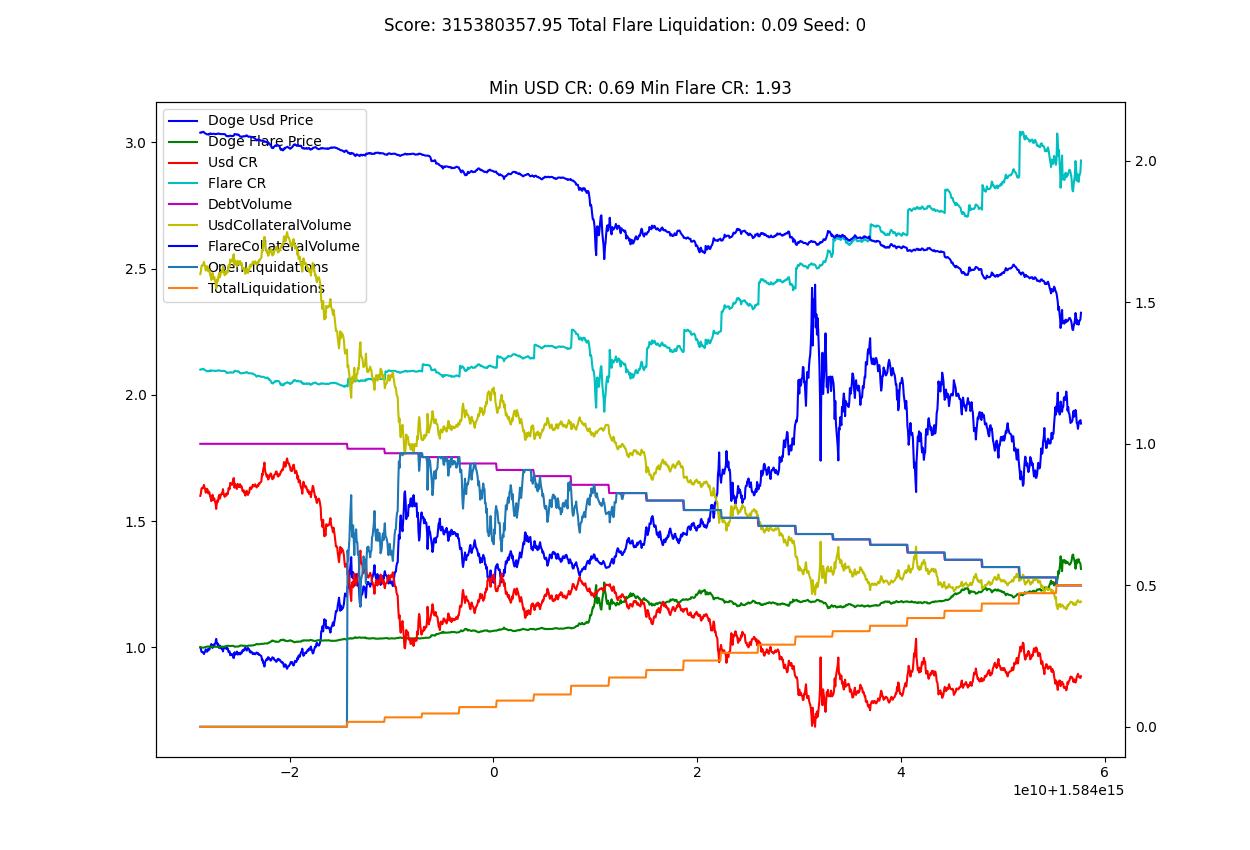 Score: 315380357.95 Total Flare Liquidation: 0.09 Seed: 0
Min USD CR: 0.69 Min Flare CR: 1.93
Doge Usd Price
Doge Flare Price
Usd CR
Flare CR
DebtVolume
UsdCollateralVolume
FlareCollateralVolume
OpenLiquidations
TotalLiquidations
3.0
2.5
2.0
1.5
1.0
2.0
1.5
1.0
0.5
0.0
−2
0
2
4
6
1e10+1.584e15